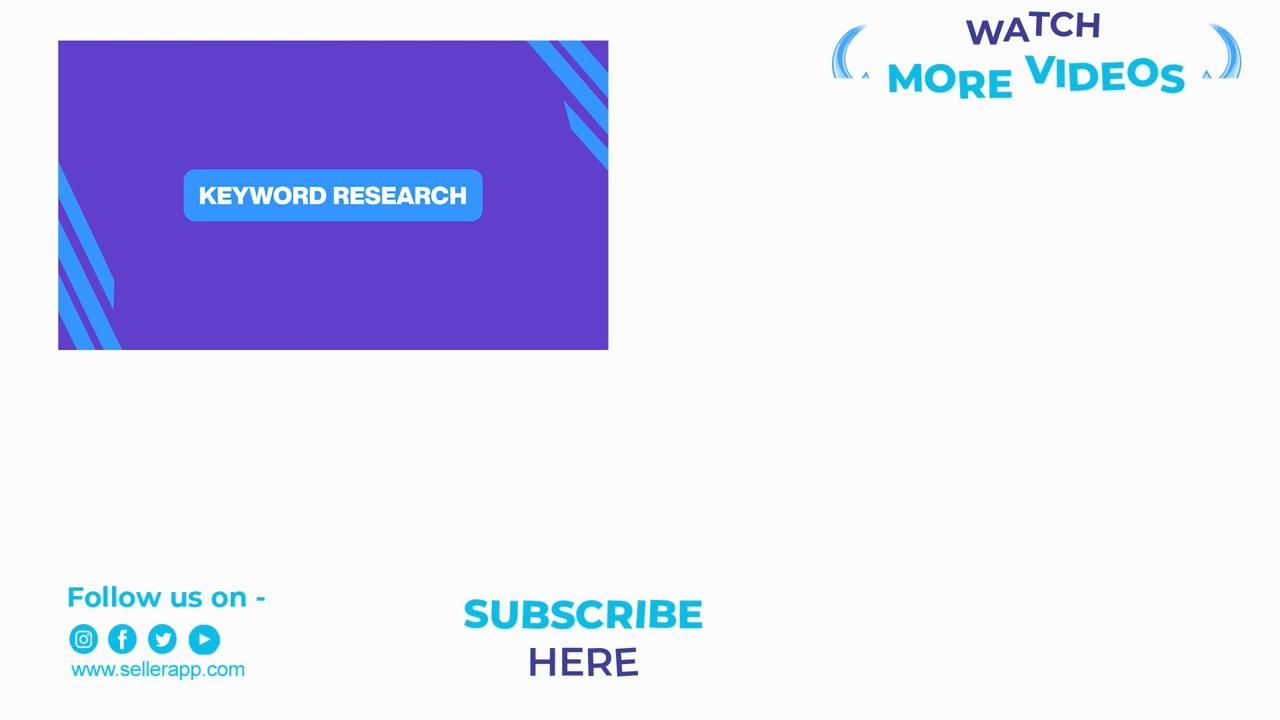 WATCH
MORE VIDEOS
KEYWORD RESEARCH
Follow us on -
www.sellerapp.com
SUBSCRIBE
HERE